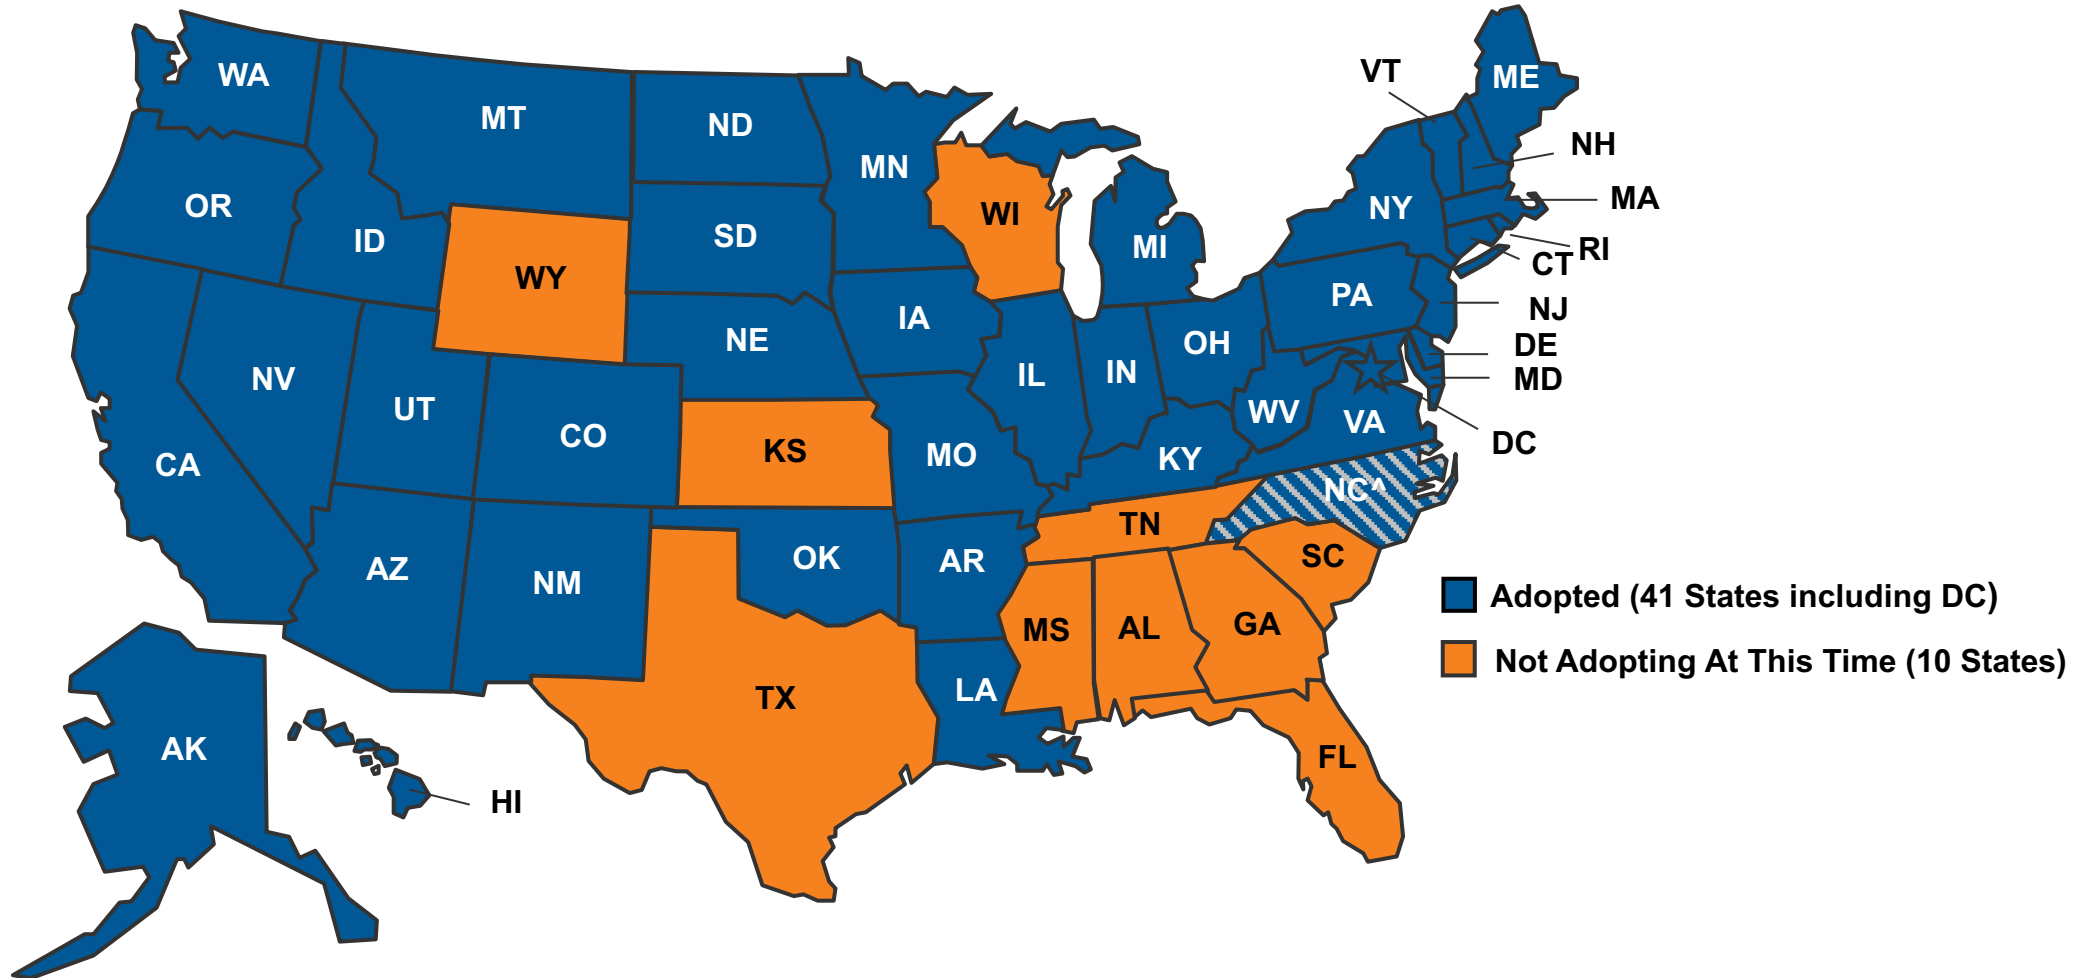 WA
MT
ND
MN
VT
ME
NH
MA
OR
ID
WY
SD
WI
MI
NY
RI
CT
PA
NJ
NV
UT
CO
NE
IA
IL
IN
OH
DE
MD
WV
VA
DC
CA
KS
MO
KY
NC^
TN
AZ
NM
OK
AR
SC
MS
AL
GA
TX
LA
FL
AK
HI
Adopted (41 States including DC)
Not Adopting At This Time (10 States)